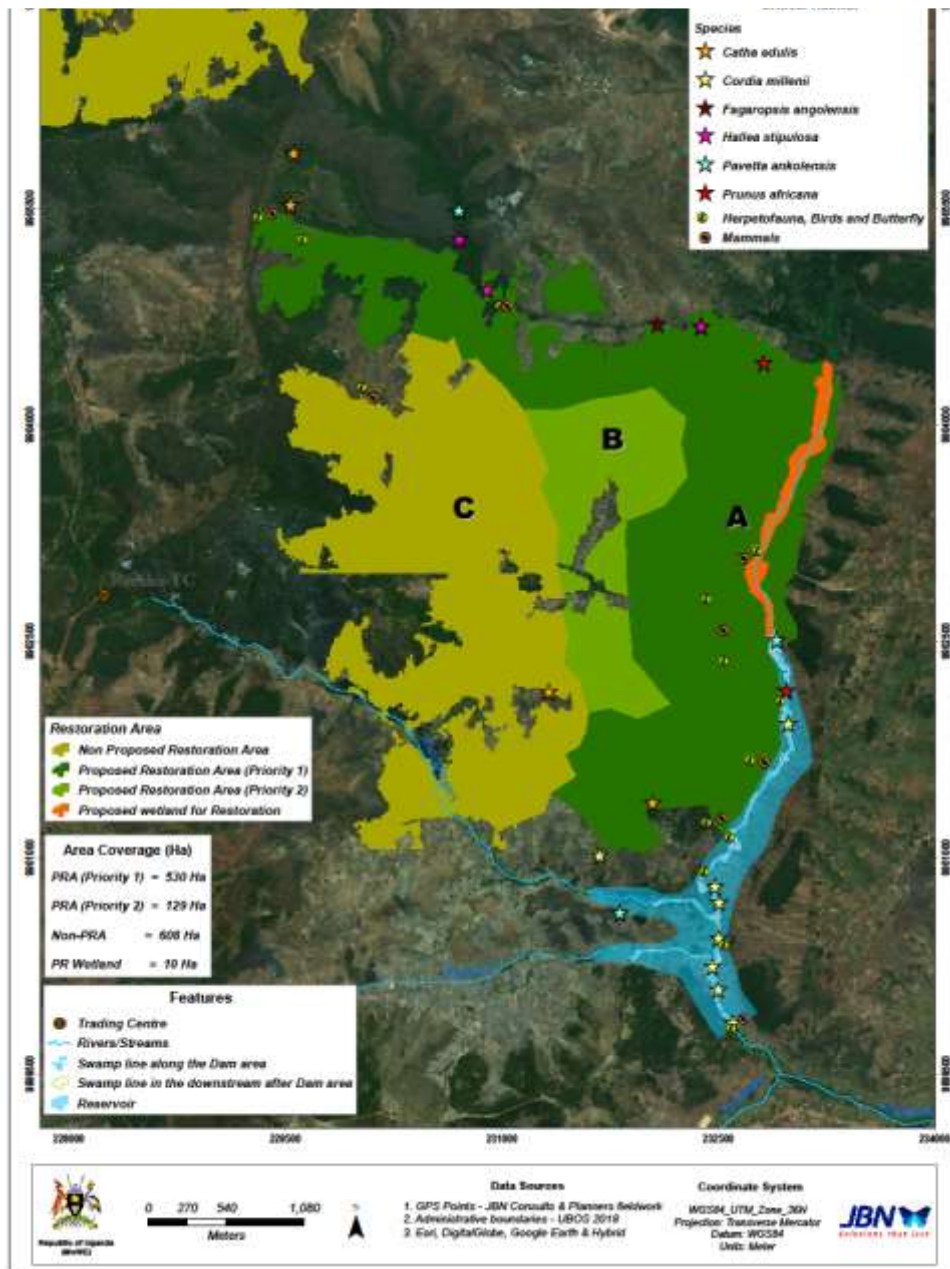 Species
Catha edulis
Cordia millenii
Fagaropsis angolensis
Hallea stipulosa
Pavetta ankolensis
Prunus africana
Herpetofauna, Birds and Butterfly
Mammals
B
C
A
TC
Restoration Area
Non Proposed Restoration Area
Proposed Restoration Area (Priority 1)
Proposed Restoration Area (Priority 2)
Proposed wetland for Restoration
Area Coverage (Ha)
PRA (Priority 1) = 530 Ha
PRA (Priority 2) = 129 Ha
Non-PRA = 608 Ha
PR Wetland = 10 Ha
Features
Trading Centre
Rivers/Streams
Swamp line along the Dam area
Swamp line in the downstream after Dam area
Reservoir
231000 232500 234000
Republic of Uganda
0 270 540 1,080
Meters
Data Sources
1. GPS Points - JBN Consults & Planners fieldwork
2. Administrative boundaries - UBOS 2018
3. Esri, DigitalGlobe, Google Earth & Hybrid
Coordinate System
WGS84_UTM_Zone_36N
Projection: Transverse Mercator
Datum: WGS84
Units: Meter
JBN